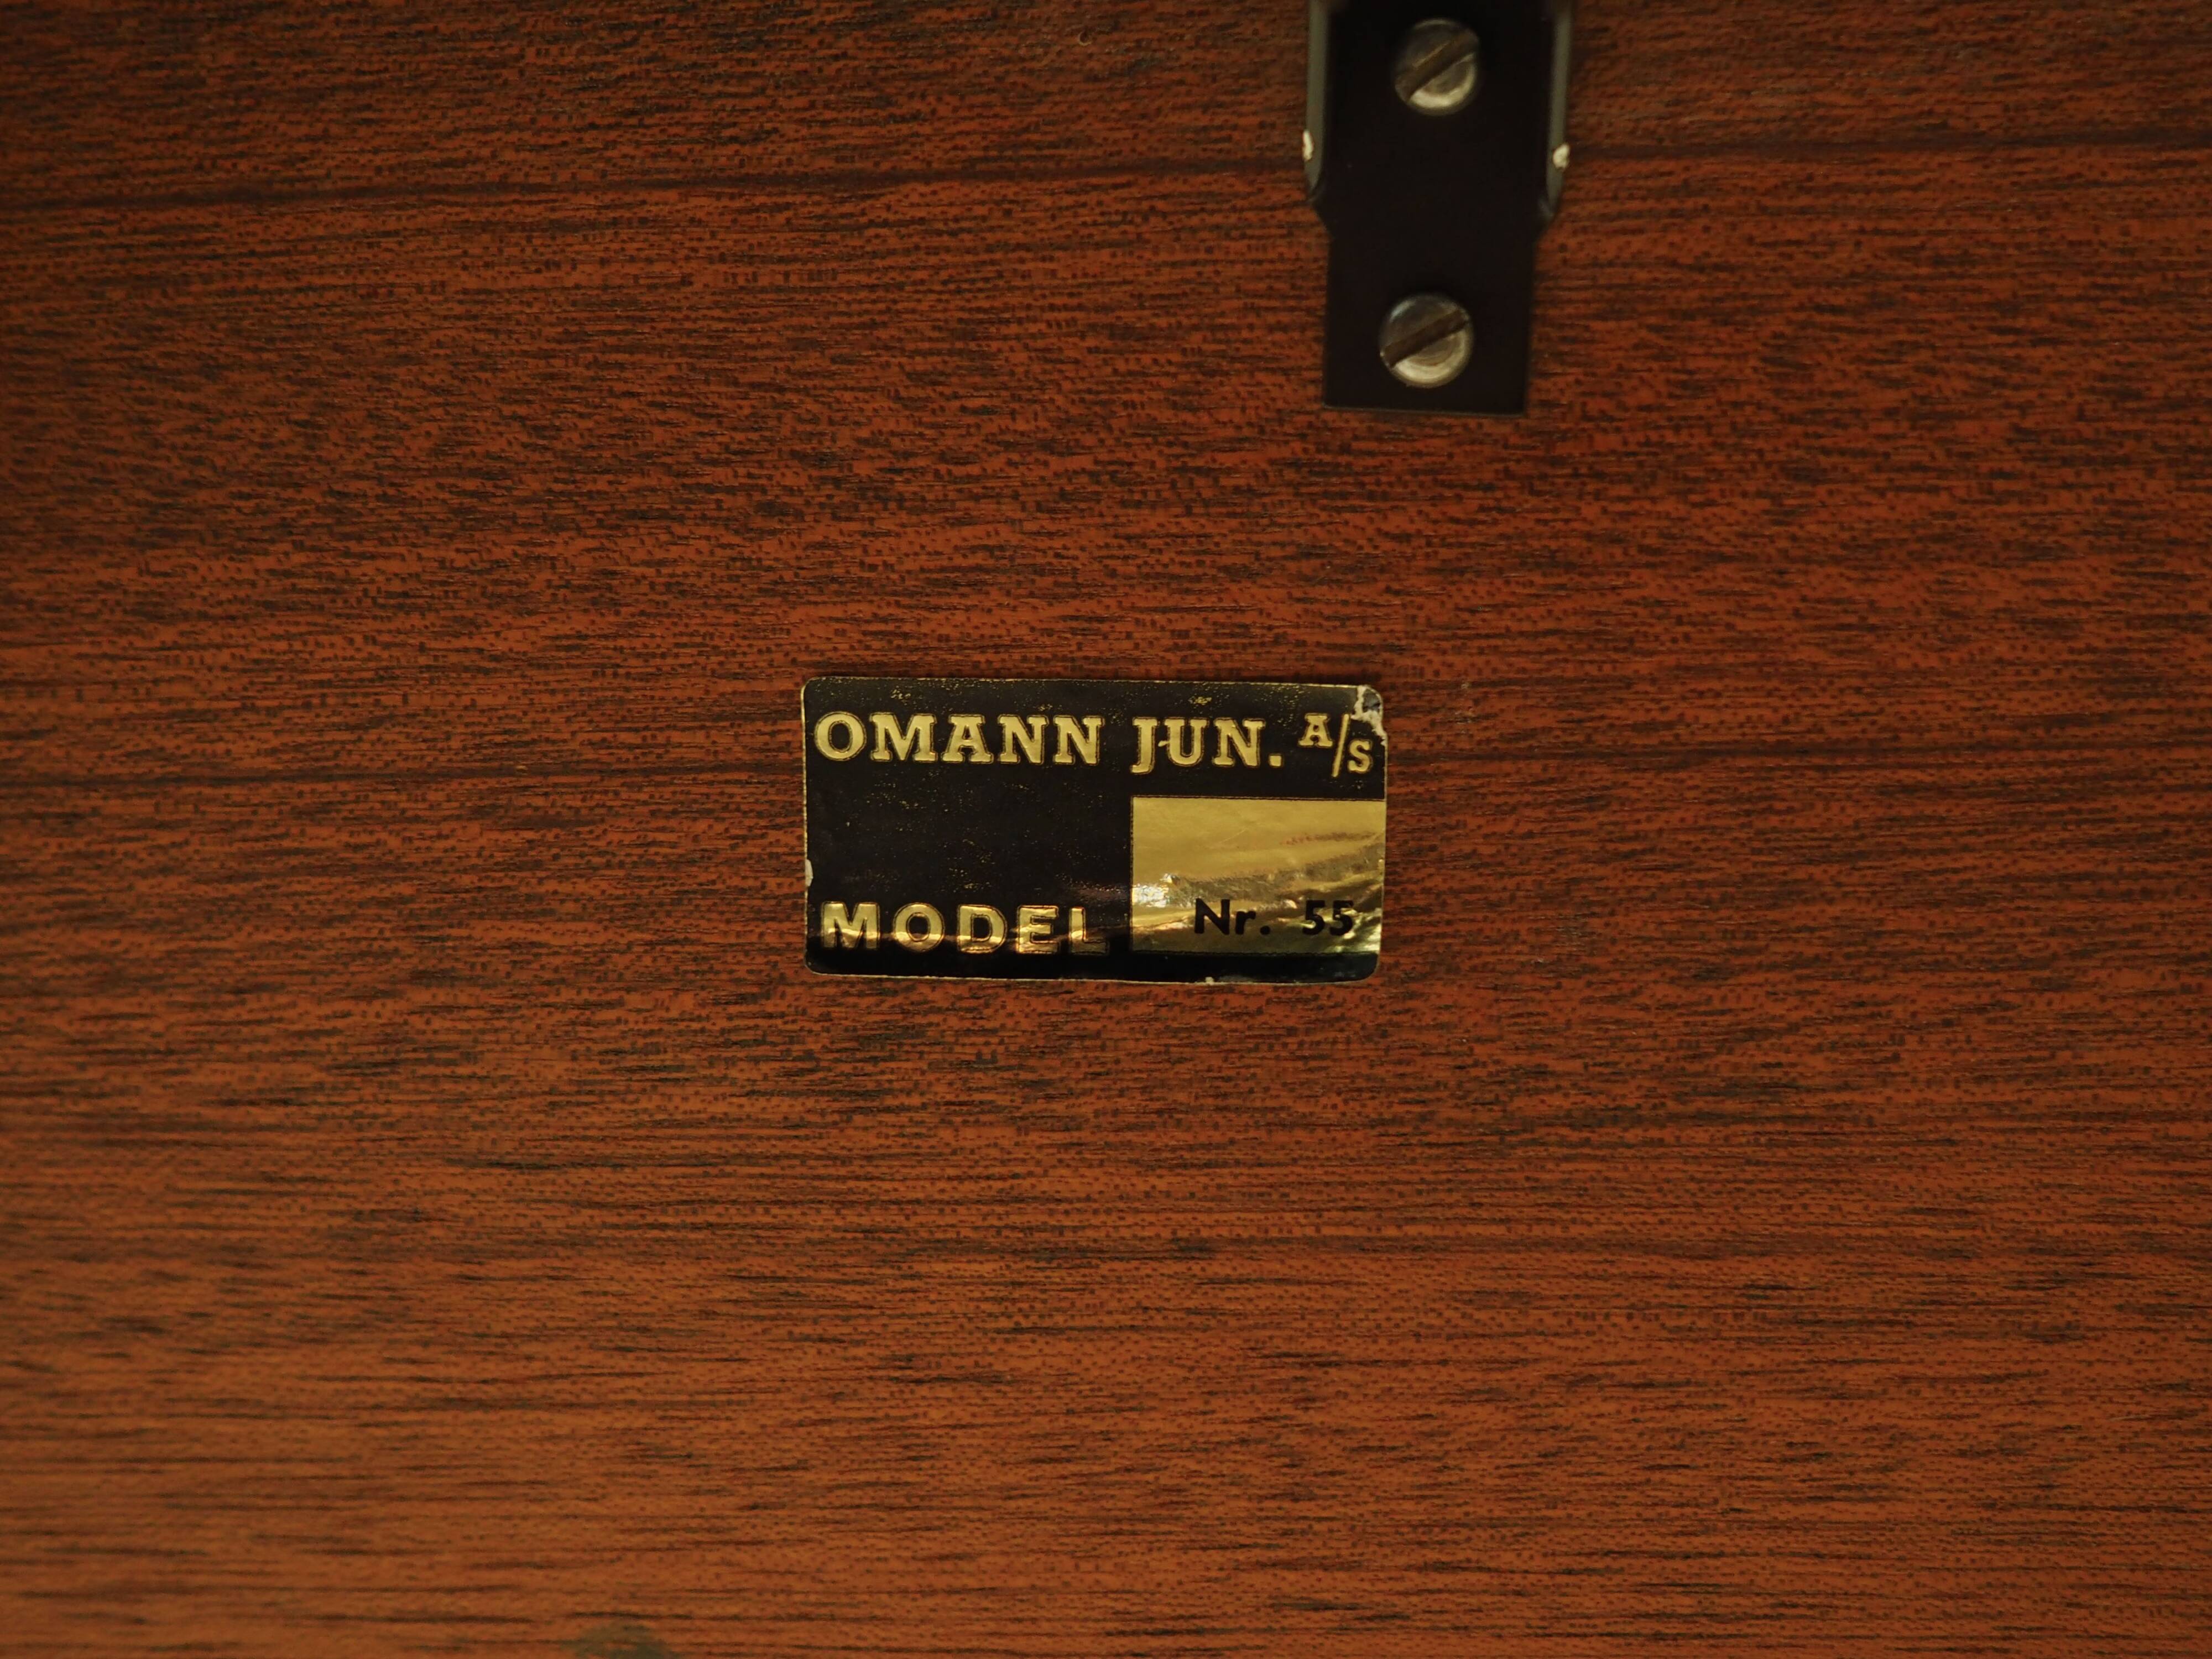 OMANN JUN. A/S
MODEL Nr. 55